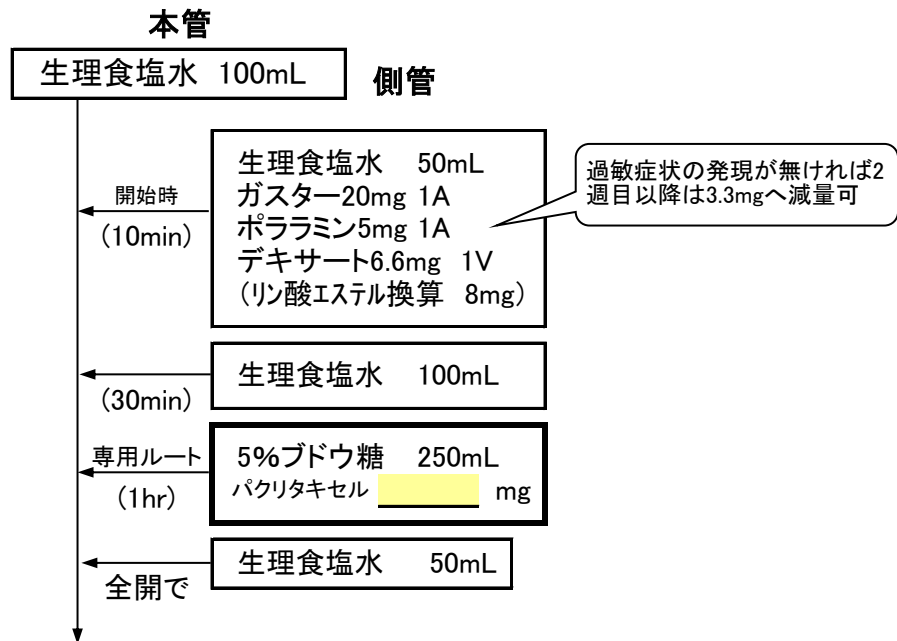 本管
生理食塩水 100mL
側管
生理食塩水 50mL
ガスター20mg 1A
ポララミン5mg 1A
デキサート6.6mg 1V
(リン酸エステル換算 8mg)
過敏症状の発現が無ければ2
週目以降は3.3mgへ減量可
開始時
(10min)
生理食塩水 100mL
(30min)
専用ルート
(1hr)
5%ブドウ糖 250mL
パクリタキセル mg
生理食塩水 50mL
全開で